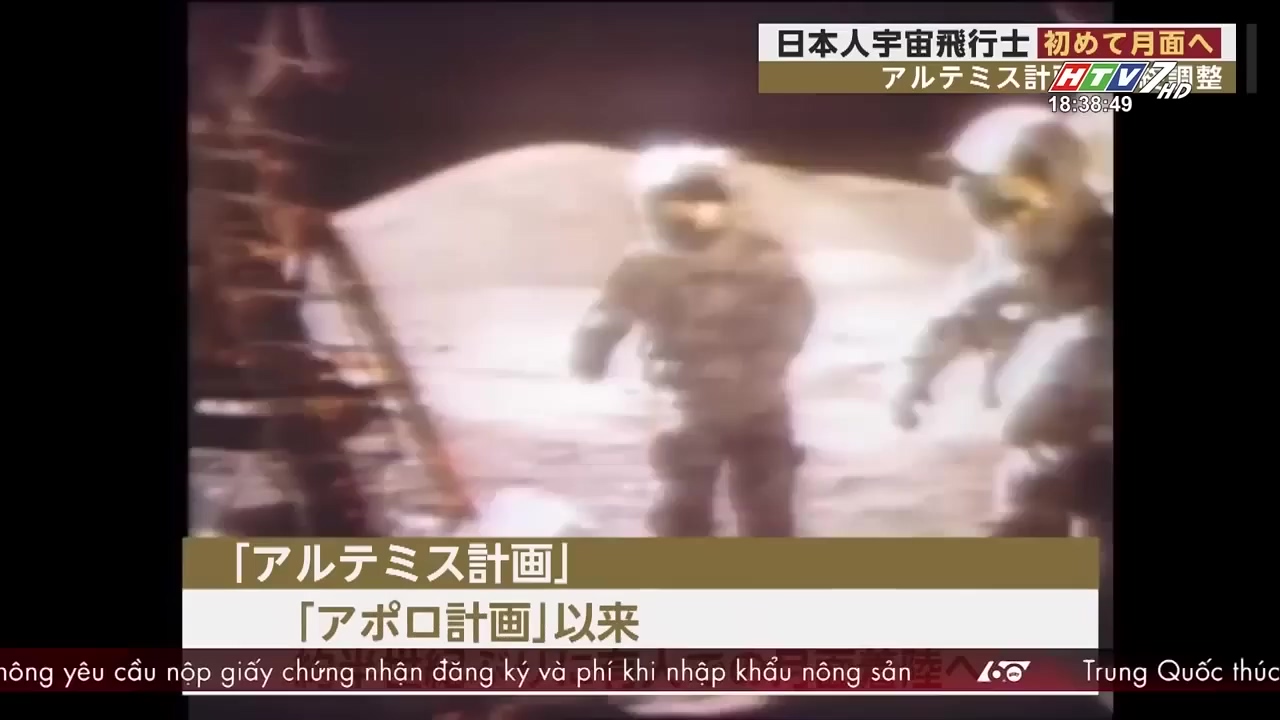 日本人宇宙飛行士 初めて月面へ
アルテミス計 調整
HTV7 HD
18:38:49
「アルテミス計画」
「アポロ計画」以来
hông yêu cầu nộp giấy chứng nhận đăng ký và phí khi nhập khẩu nông sản 60 Trung Quốc thúc